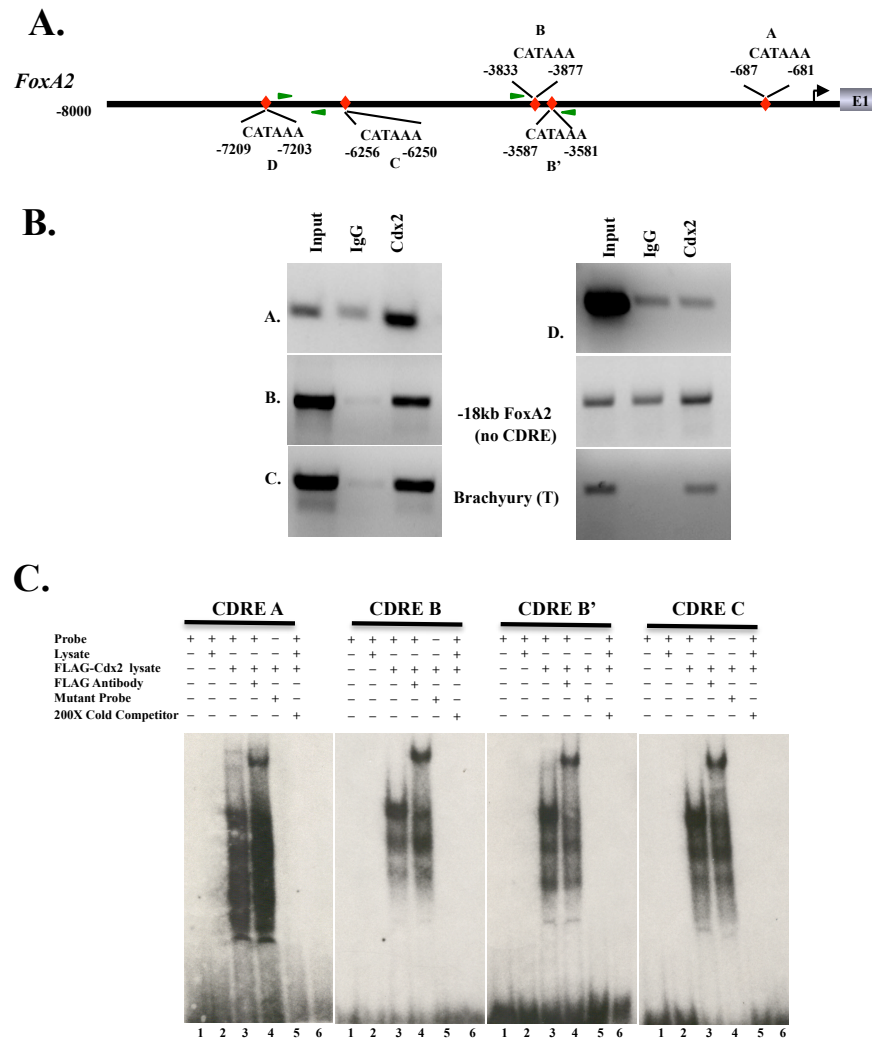 A.
B
CATAAA
-3833 -3877
A
CATAAA
-687 -681
FoxA2
-8000
E1
CATAAA
-7209 -7203
D
CATAAA
-6256 -6250
C
CATAAA
-3587 -3581
B’
B.
Input IgG Cdx2
A.
B.
C.
Input IgG Cdx2
D.
-18kb FoxA2
(no CDRE)
Brachyury (T)
C.
CDRE A CDRE B CDRE B’ CDRE C
Probe + + + + – + + + + + – + + + + + – + + + + + – +
Lysate – + – – – + – + – – – + – + – – – + – + – – – +
FLAG-Cdx2 lysate – – + + + + – – + + + + – – + + + + – – + + + +
FLAG Antibody – – – + – – – – – + – – – – – + – – – – – + – –
Mutant Probe – – – – + – – – – – + – – – – – + – – – – – + –
200X Cold Competitor – – – – – + – – – – – + – – – – – + – – – – – +
1 2 3 4 5 6 1 2 3 4 5 6 1 2 3 4 5 6 1 2 3 4 5 6